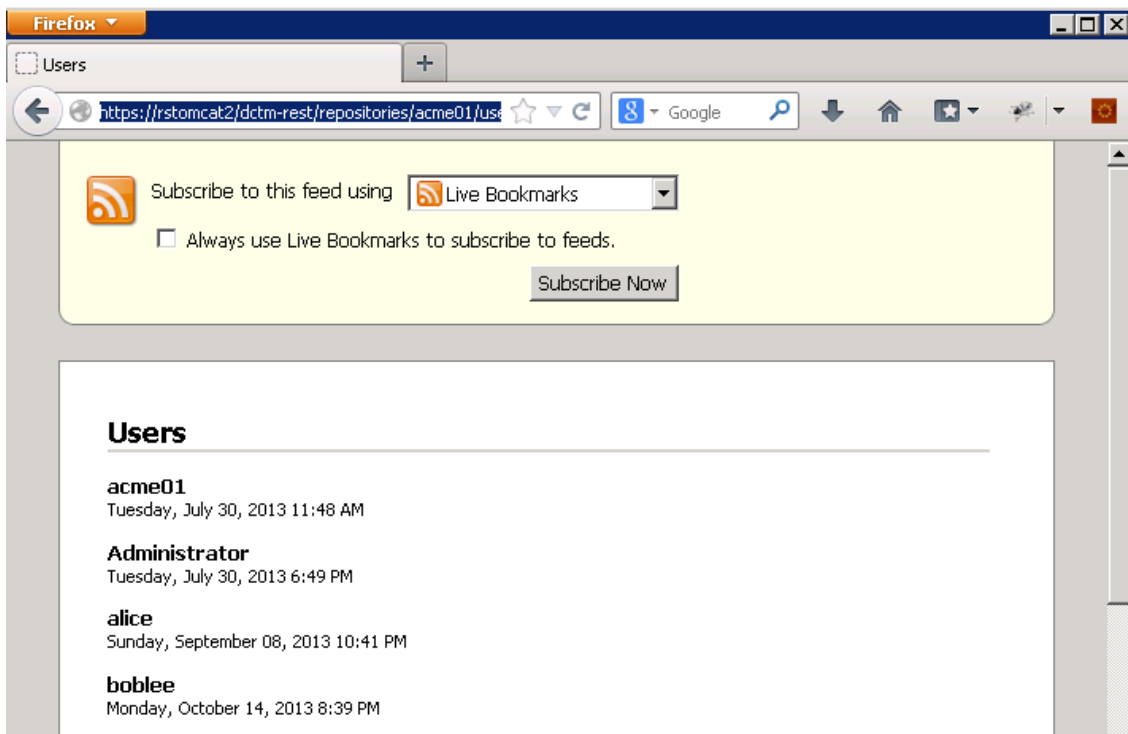 Firefox
Users
https://rstomcat2/dctm-rest/repositories/acme01/use
Google
Subscribe to this feed using Live Bookmarks
Always use Live Bookmarks to subscribe to feeds.
Subscribe Now
Users
acme01
Tuesday, July 30, 2013 11:48 AM
Administrator
Tuesday, July 30, 2013 6:49 PM
alice
Sunday, September 08, 2013 10:41 PM
boblee
Monday, October 14, 2013 8:39 PM